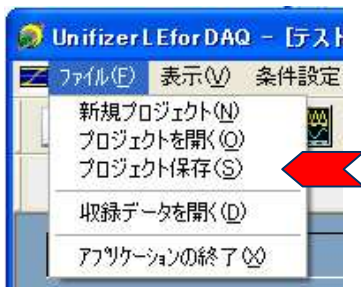 UnifizerLEforDAQ - [テスト
ファイル(F) 表示(V) 条件設定
新規プロジェクト(N)
プロジェクトを開く(O)
プロジェクト保存(S)
収録データを開く(D)
アプリケーションの終了(X)